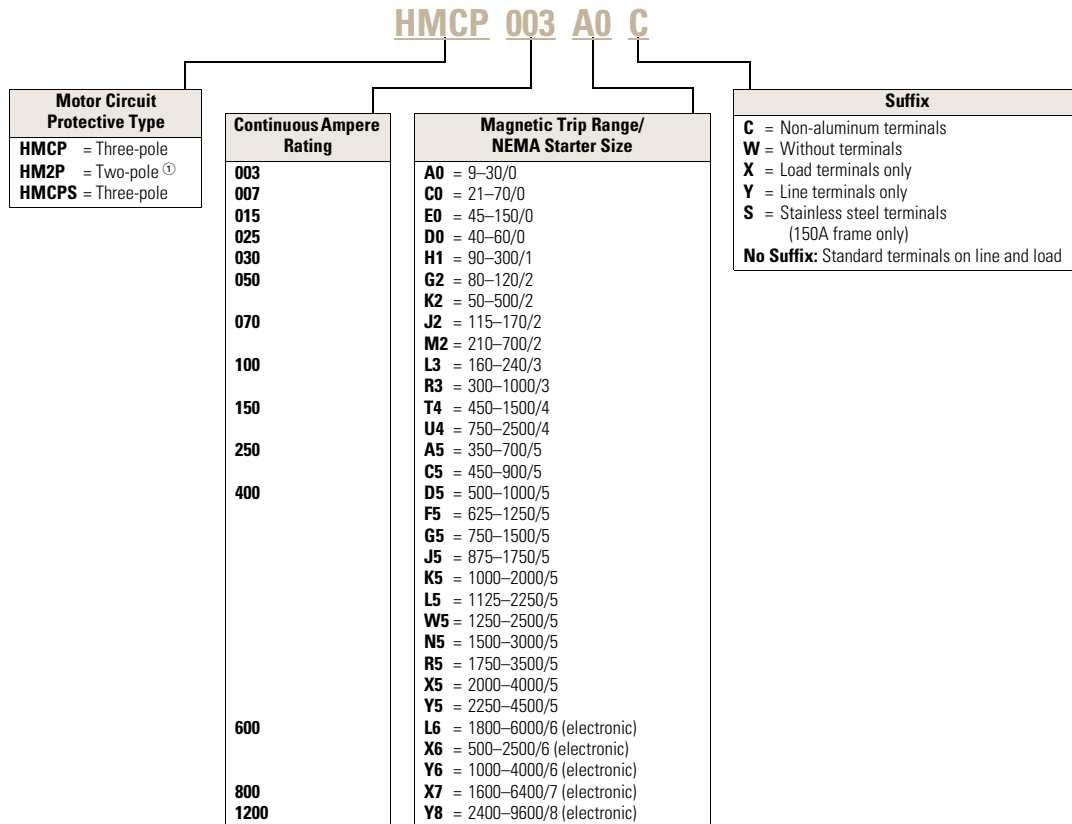 HMCP 003 A0 C
Motor Circuit
Protective Type
HMCP = Three-pole
HM2P = Two-pole ①
HMCPS = Three-pole
Continuous Ampere
Rating
003
007
015
025
030
050
070
100
150
250
400
600
800
1200
Magnetic Trip Range/
NEMA Starter Size
A0 = 9–30/0
C0 = 21–70/0
E0 = 45–150/0
D0 = 40–60/0
H1 = 90–300/1
G2 = 80–120/2
K2 = 50–500/2
J2 = 115–170/2
M2 = 210–700/2
L3 = 160–240/3
R3 = 300–1000/3
T4 = 450–1500/4
U4 = 750–2500/4
A5 = 350–700/5
C5 = 450–900/5
D5 = 500–1000/5
F5 = 625–1250/5
G5 = 750–1500/5
J5 = 875–1750/5
K5 = 1000–2000/5
L5 = 1125–2250/5
W5 = 1250–2500/5
N5 = 1500–3000/5
R5 = 1750–3500/5
X5 = 2000–4000/5
Y5 = 2250–4500/5
L6 = 1800–6000/6 (electronic)
X6 = 500–2500/6 (electronic)
Y6 = 1000–4000/6 (electronic)
X7 = 1600–6400/7 (electronic)
Y8 = 2400–9600/8 (electronic)
Suffix
C = Non-aluminum terminals
W = Without terminals
X = Load terminals only
Y = Line terminals only
S = Stainless steel terminals
(150A frame only)
No Suffix: Standard terminals on line and load